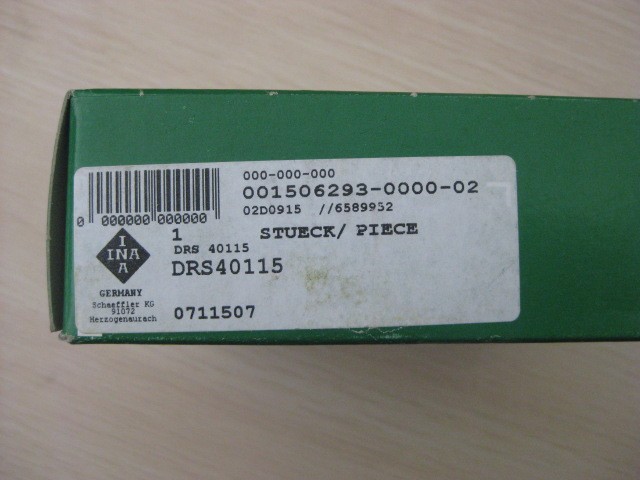 000-000-000
001506293-0000-02
0 000000 000000
02D0915 //6589952
1 STUECK/ PIECE
DRS 40115
DRS40115
INA
INA
GERMANY
Schaeffler KG
91072
Herzogenaurach
0711507